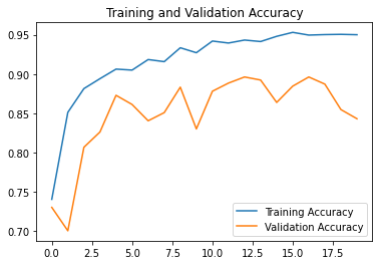 Training and Validation Accuracy
0.95
0.90
0.85
0.80
0.75
0.70
0.0 2.5 5.0 7.5 10.0 12.5 15.0 17.5
Training Accuracy
Validation Accuracy